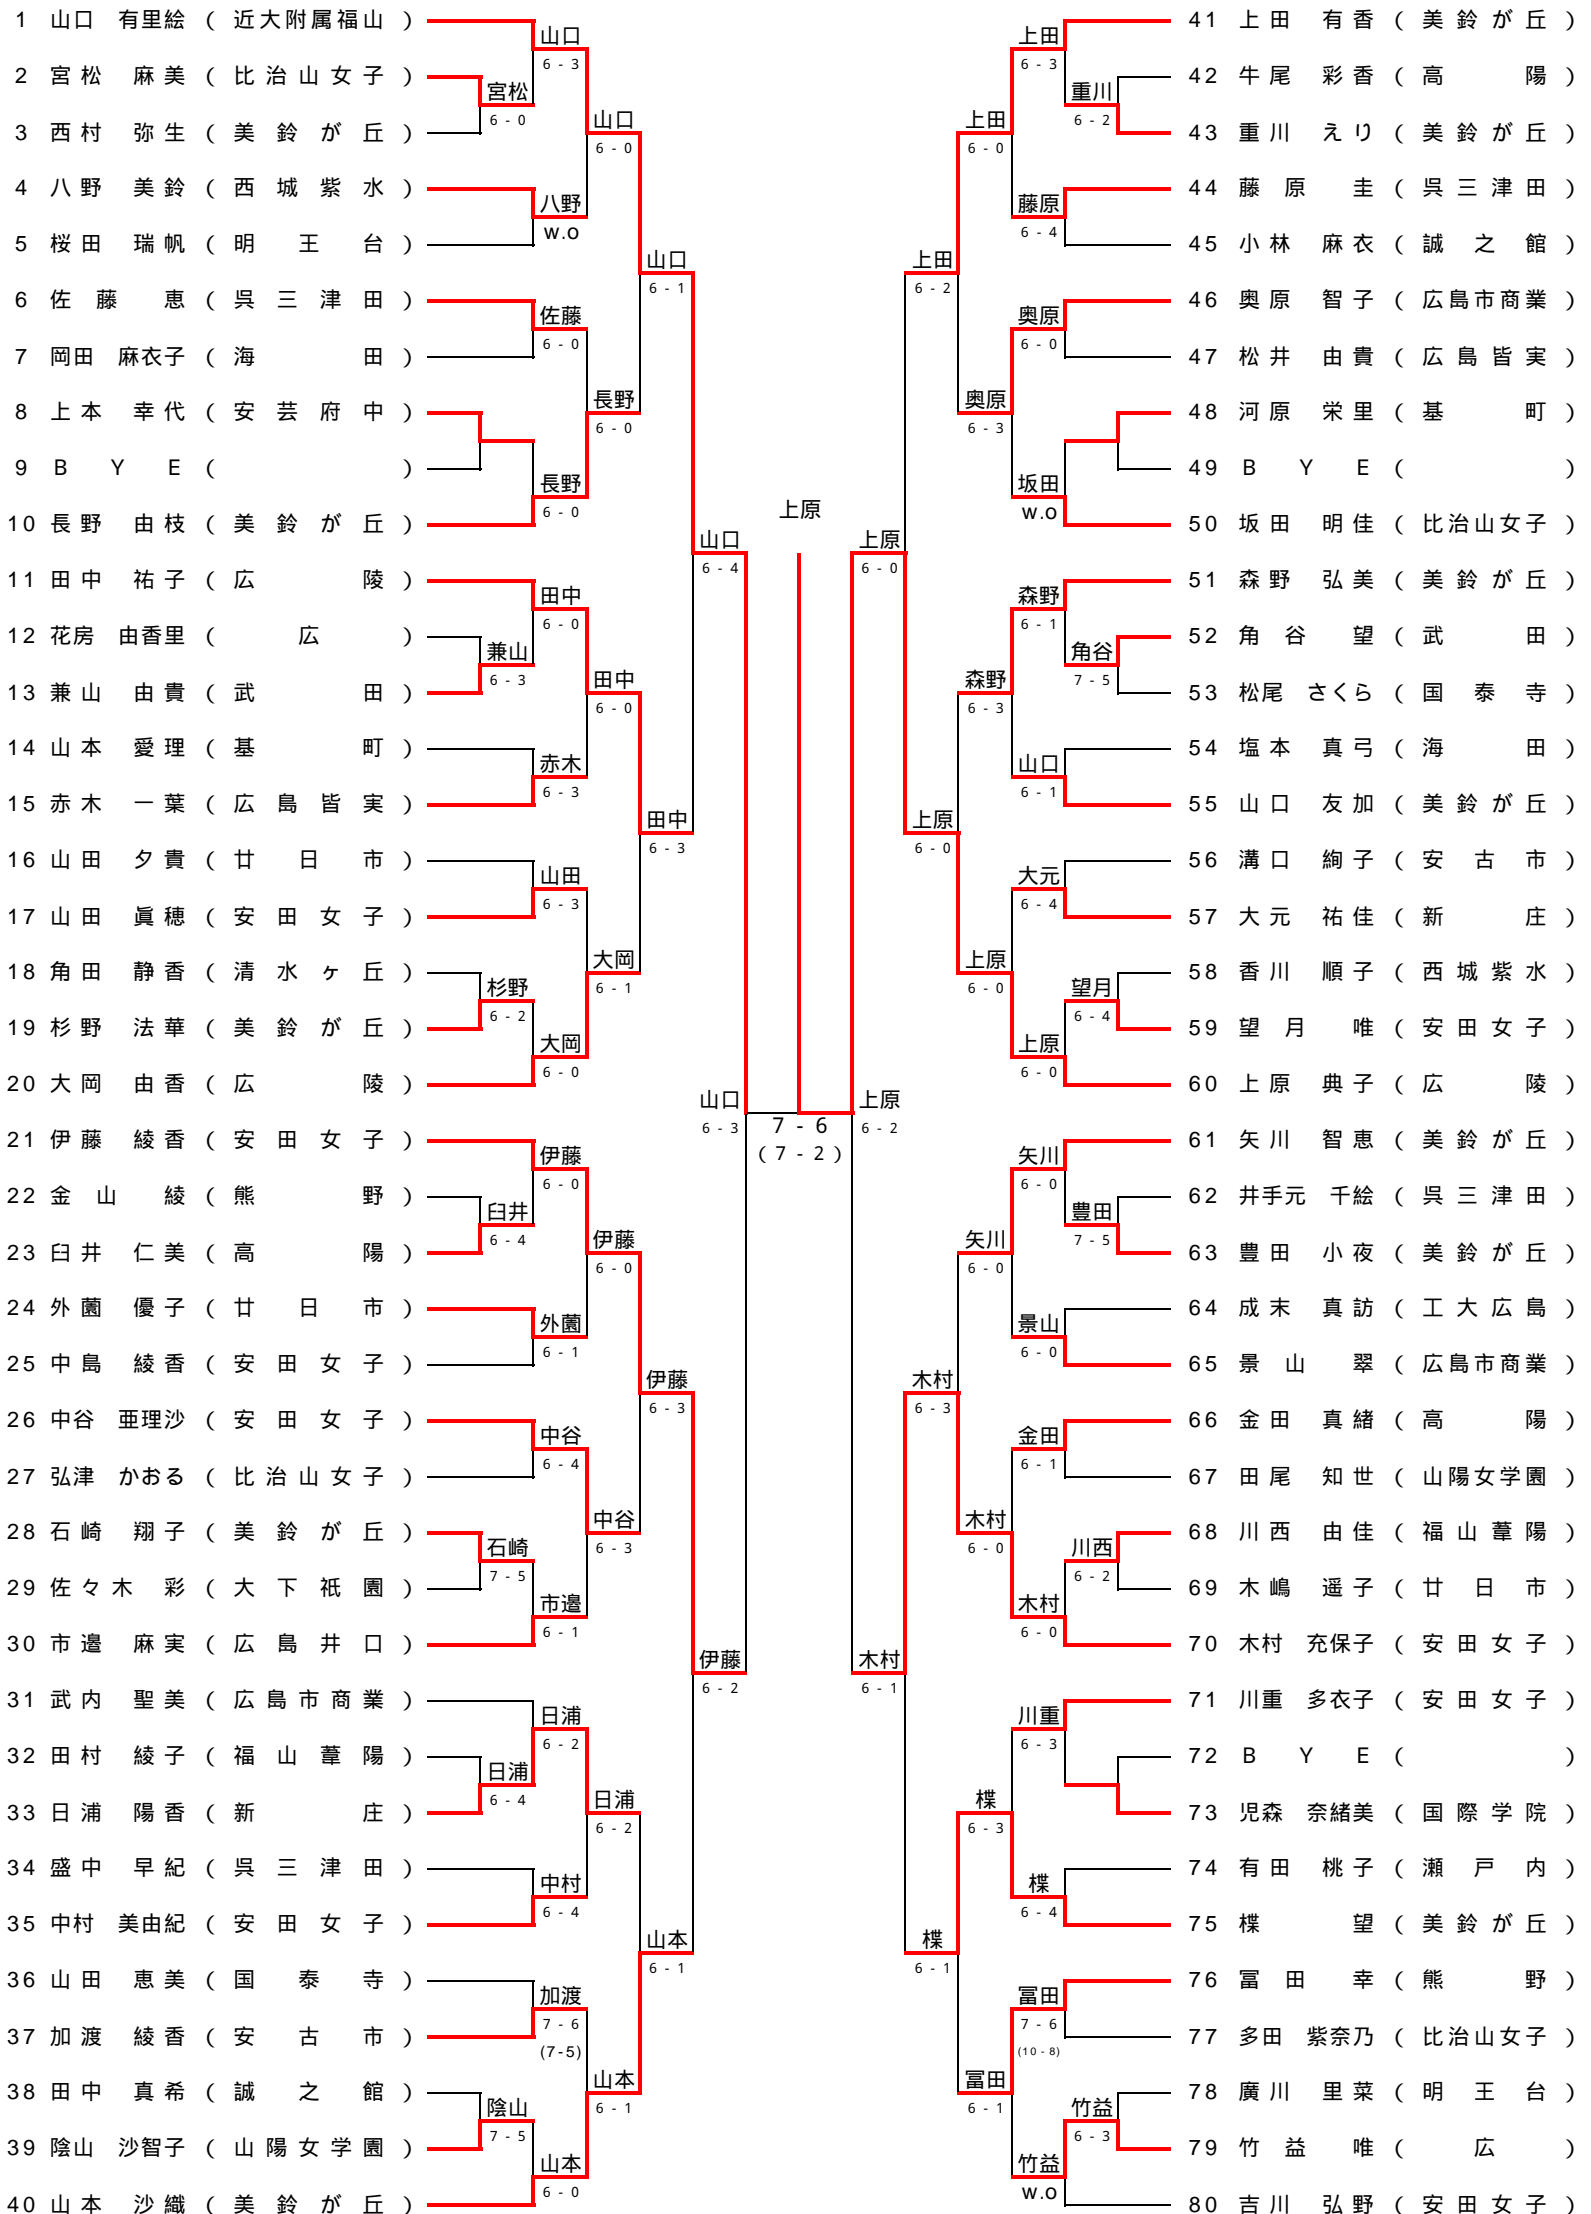 1 山口 有里絵 ( 近大附属福山 )
2 宮松 麻美 ( 比治山女子 )
3 西村 弥生 ( 美鈴が丘 )
4 八野 美鈴 ( 西城紫水 )
5 桜田 瑞帆 ( 明王台 )
6 佐藤 恵 ( 呉三津田 )
7 岡田 麻衣子 ( 海田 )
8 上本 幸代 ( 安芸府中 )
9 BYE ( )
10 長野 由枝 ( 美鈴が丘 )
11 田中 祐子 ( 広陵 )
12 花房 由香里 ( 広 )
13 兼山 由貴 ( 武田 )
14 山本 愛理 ( 基町 )
15 赤木 一葉 ( 広島皆実 )
16 山田 夕貴 ( 廿日市 )
17 山田 眞穂 ( 安田女子 )
18 角田 静香 ( 清水ヶ丘 )
19 杉野 法華 ( 美鈴が丘 )
20 大岡 由香 ( 広陵 )
21 伊藤 綾香 ( 安田女子 )
22 金山 綾 ( 熊野 )
23 臼井 仁美 ( 高陽 )
24 外薗 優子 ( 廿日市 )
25 中島 綾香 ( 安田女子 )
26 中谷 亜理沙 ( 安田女子 )
27 弘津 かおる ( 比治山女子 )
28 石崎 翔子 ( 美鈴が丘 )
29 佐々木 彩 ( 大下祇園 )
30 市邉 麻実 ( 広島井口 )
31 武内 聖美 ( 広島市商業 )
32 田村 綾子 ( 福山葦陽 )
33 日浦 陽香 ( 新庄 )
34 盛中 早紀 ( 呉三津田 )
35 中村 美由紀 ( 安田女子 )
36 山田 恵美 ( 国泰寺 )
37 加渡 綾香 ( 安古市 )
38 田中 真希 ( 誠之館 )
39 陰山 沙智子 ( 山陽女学園 )
40 山本 沙織 ( 美鈴が丘 )
宮松
6-0
兼山
6-3
杉野
6-2
臼井
6-4
石崎
7-5
日浦
6-4
陰山
7-5
山口
6-3
八野
w.o
佐藤
6-0
長野
6-0
田中
6-0
赤木
6-3
山田
6-3
大岡
6-0
伊藤
6-0
外薗
6-1
中谷
6-4
市邉
6-1
日浦
6-2
中村
6-4
加渡
7-6
(7-5)
山本
6-0
山口
6-0
長野
6-0
田中
6-0
大岡
6-1
伊藤
6-0
中谷
6-3
日浦
6-2
山本
6-1
山口
6-1
田中
6-3
伊藤
6-3
山本
6-1
山口
6-4
伊藤
6-2
山口
6-3
上原
7-6
(7-2)
上原
6-2
上原
6-0
木村
6-1
上田
6-2
上原
6-0
木村
6-3
楪
6-1
上田
6-0
奥原
6-3
森野
6-3
上原
6-0
矢川
6-0
木村
6-0
楪
6-3
冨田
6-1
上田
6-3
藤原
6-4
奥原
6-0
坂田
w.o
森野
6-1
山口
6-1
大元
6-4
上原
6-0
矢川
6-0
景山
6-0
金田
6-1
木村
6-0
川重
6-3
楪
6-4
冨田
7-6
(10-8)
竹益
w.o
重川
6-2
角谷
7-5
望月
6-4
豊田
7-5
川西
6-2
竹益
6-3
41 上田 有香 ( 美鈴が丘 )
42 牛尾 彩香 ( 高陽 )
43 重川 えり ( 美鈴が丘 )
44 藤原 圭 ( 呉三津田 )
45 小林 麻衣 ( 誠之館 )
46 奥原 智子 ( 広島市商業 )
47 松井 由貴 ( 広島皆実 )
48 河原 栄里 ( 基町 )
49 BYE ( )
50 坂田 明佳 ( 比治山女子 )
51 森野 弘美 ( 美鈴が丘 )
52 角谷 望 ( 武田 )
53 松尾 さくら ( 国泰寺 )
54 塩本 真弓 ( 海田 )
55 山口 友加 ( 美鈴が丘 )
56 溝口 絢子 ( 安古市 )
57 大元 祐佳 ( 新庄 )
58 香川 順子 ( 西城紫水 )
59 望月 唯 ( 安田女子 )
60 上原 典子 ( 広陵 )
61 矢川 智恵 ( 美鈴が丘 )
62 井手元 千絵 ( 呉三津田 )
63 豊田 小夜 ( 美鈴が丘 )
64 成末 真訪 ( 工大広島 )
65 景山 翠 ( 広島市商業 )
66 金田 真緒 ( 高陽 )
67 田尾 知世 ( 山陽女学園 )
68 川西 由佳 ( 福山葦陽 )
69 木嶋 遥子 ( 廿日市 )
70 木村 充保子 ( 安田女子 )
71 川重 多衣子 ( 安田女子 )
72 BYE ( )
73 児森 奈緒美 ( 国際学院 )
74 有田 桃子 ( 瀬戸内 )
75 楪 望 ( 美鈴が丘 )
76 冨田 幸 ( 熊野 )
77 多田 紫奈乃 ( 比治山女子 )
78 廣川 里菜 ( 明王台 )
79 竹益 唯 ( 広 )
80 吉川 弘野 ( 安田女子 )